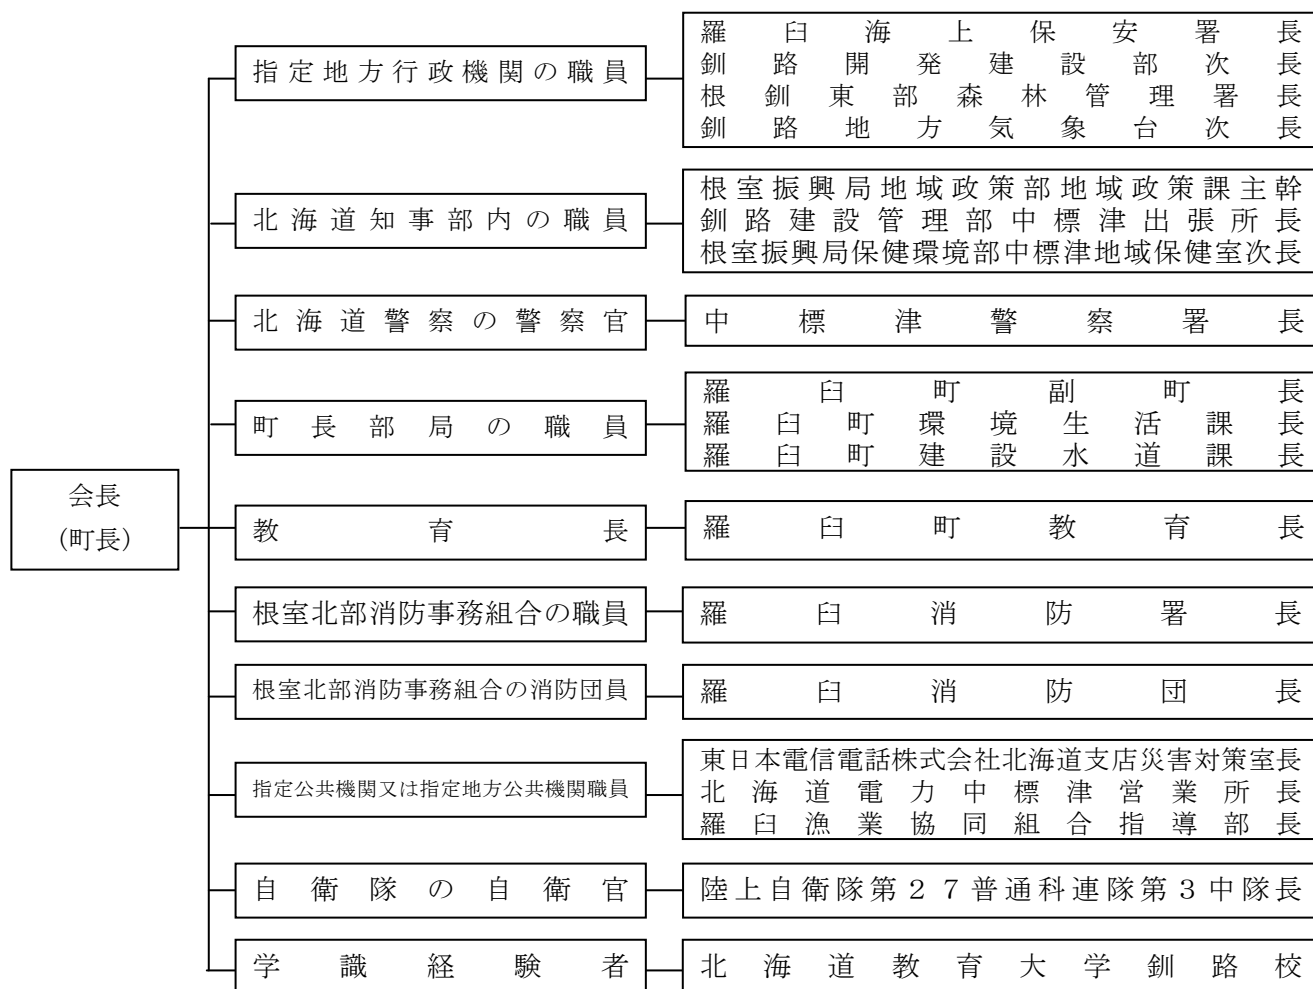 指定地方行政機関の職員
羅臼海上保安署長
釧路開発建設部次長
根釧東部森林管理署長
釧路地方気象台次長
北海道知事部内の職員
根室振興局地域政策部地域政策課主幹
釧路建設管理部中標津出張所長
根室振興局保健環境部中標津地域保健室次長
北海道警察の警察官
中標津警察署長
町長部局の職員
羅臼町副町長
羅臼町環境生活課長
羅臼町建設水道課長
会長
(町長)
教育長
羅臼町教育長
根室北部消防事務組合の職員
羅臼消防署長
根室北部消防事務組合の消防団員
羅臼消防団長
指定公共機関又は指定地方公共機関職員
東日本電信電話株式会社北海道支店災害対策室長
北海道電力中標津営業所長
羅臼漁業協同組合指導部長
自衛隊の自衛官
陸上自衛隊第27普通科連隊第3中隊長
学識経験者
北海道教育大学釧路校